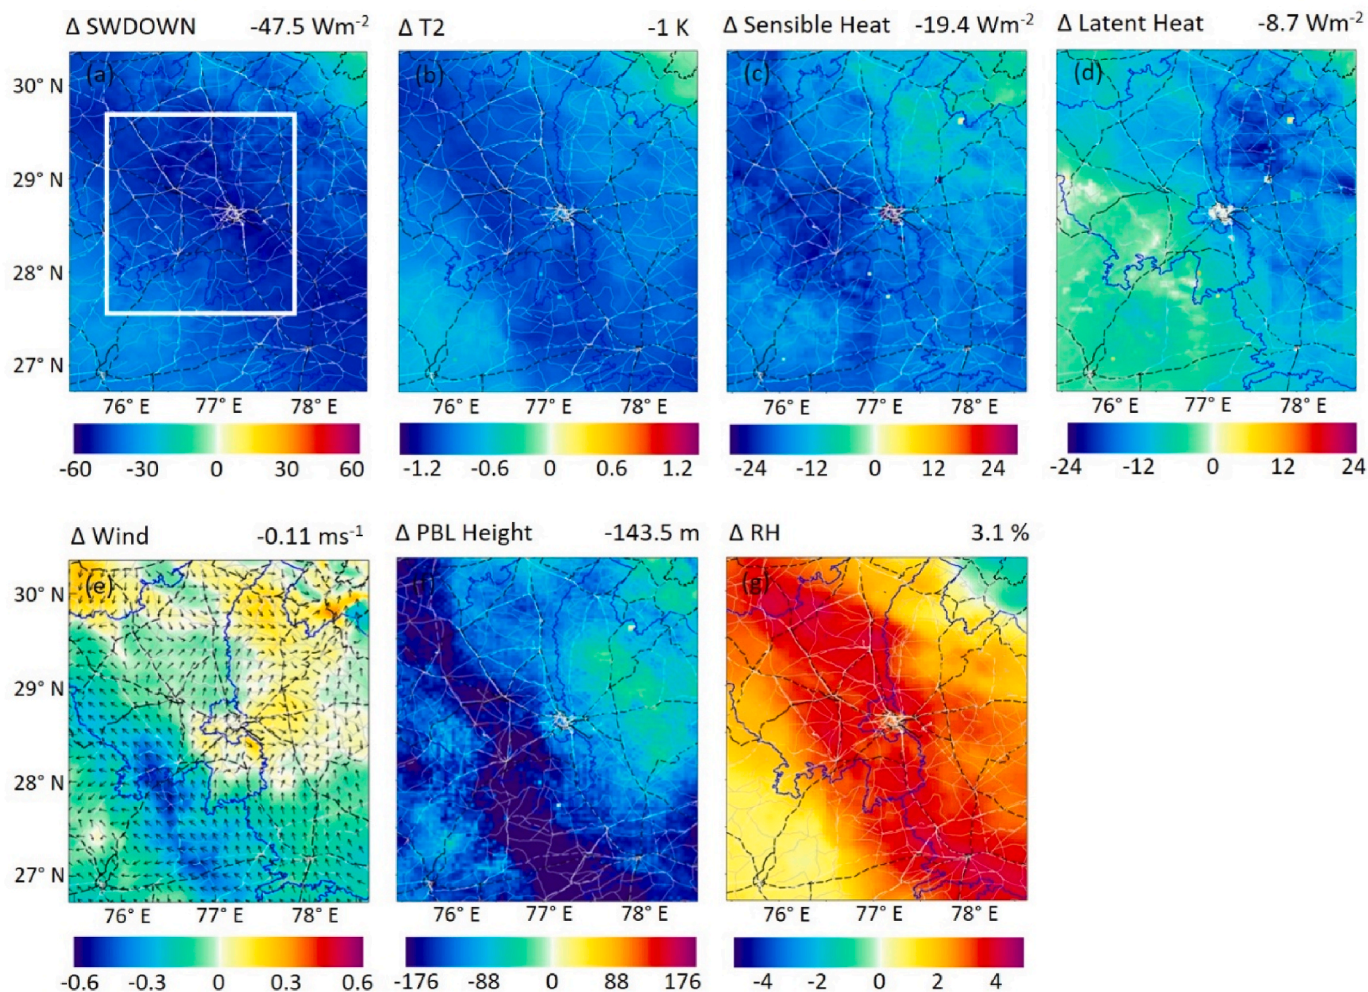 Δ SWDOWN -47.5 Wm⁻² Δ T2 -1 K Δ Sensible Heat -19.4 Wm⁻² Δ Latent Heat -8.7 Wm⁻²
(a) (b) (c) (d)
30° N
29° N
28° N
27° N
76° E 77° E 78° E 76° E 77° E 78° E 76° E 77° E 78° E 76° E 77° E 78° E
-60 -30 0 30 60 -1.2 -0.6 0 0.6 1.2 -24 -12 0 12 24 -24 -12 0 12 24
Δ Wind -0.11 ms⁻¹ Δ PBL Height -143.5 m Δ RH 3.1 %
(e) (f) (g)
30° N
29° N
28° N
27° N
76° E 77° E 78° E 76° E 77° E 78° E 76° E 77° E 78° E
-0.6 -0.3 0 0.3 0.6 -176 -88 0 88 176 -4 -2 0 2 4